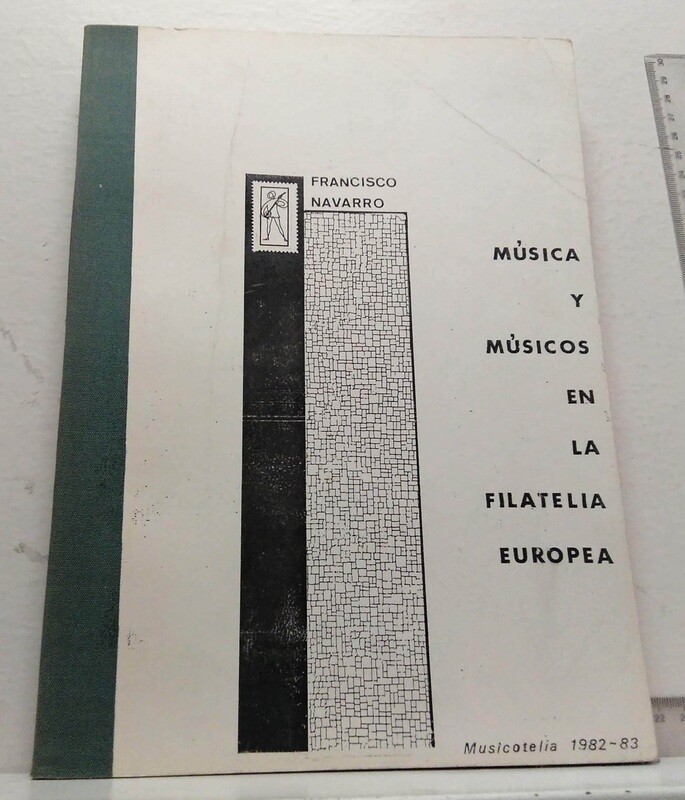 FRANCISCO
NAVARRO
MÚSICA
Y
MÚSICOS
EN
LA
FILATELIA
EUROPEA
Musicotelia 1982-83